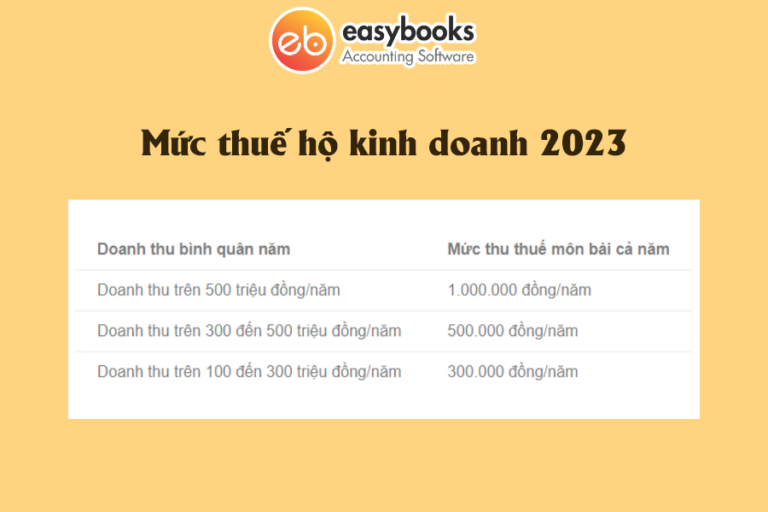 eb easybooks
Accounting Software
Mức thuế hộ kinh doanh 2023
Doanh thu bình quân năm Mức thu thuế môn bài cả năm
Doanh thu trên 500 triệu đồng/năm 1.000.000 đồng/năm
Doanh thu trên 300 đến 500 triệu đồng/năm 500.000 đồng/năm
Doanh thu trên 100 đến 300 triệu đồng/năm 300.000 đồng/năm